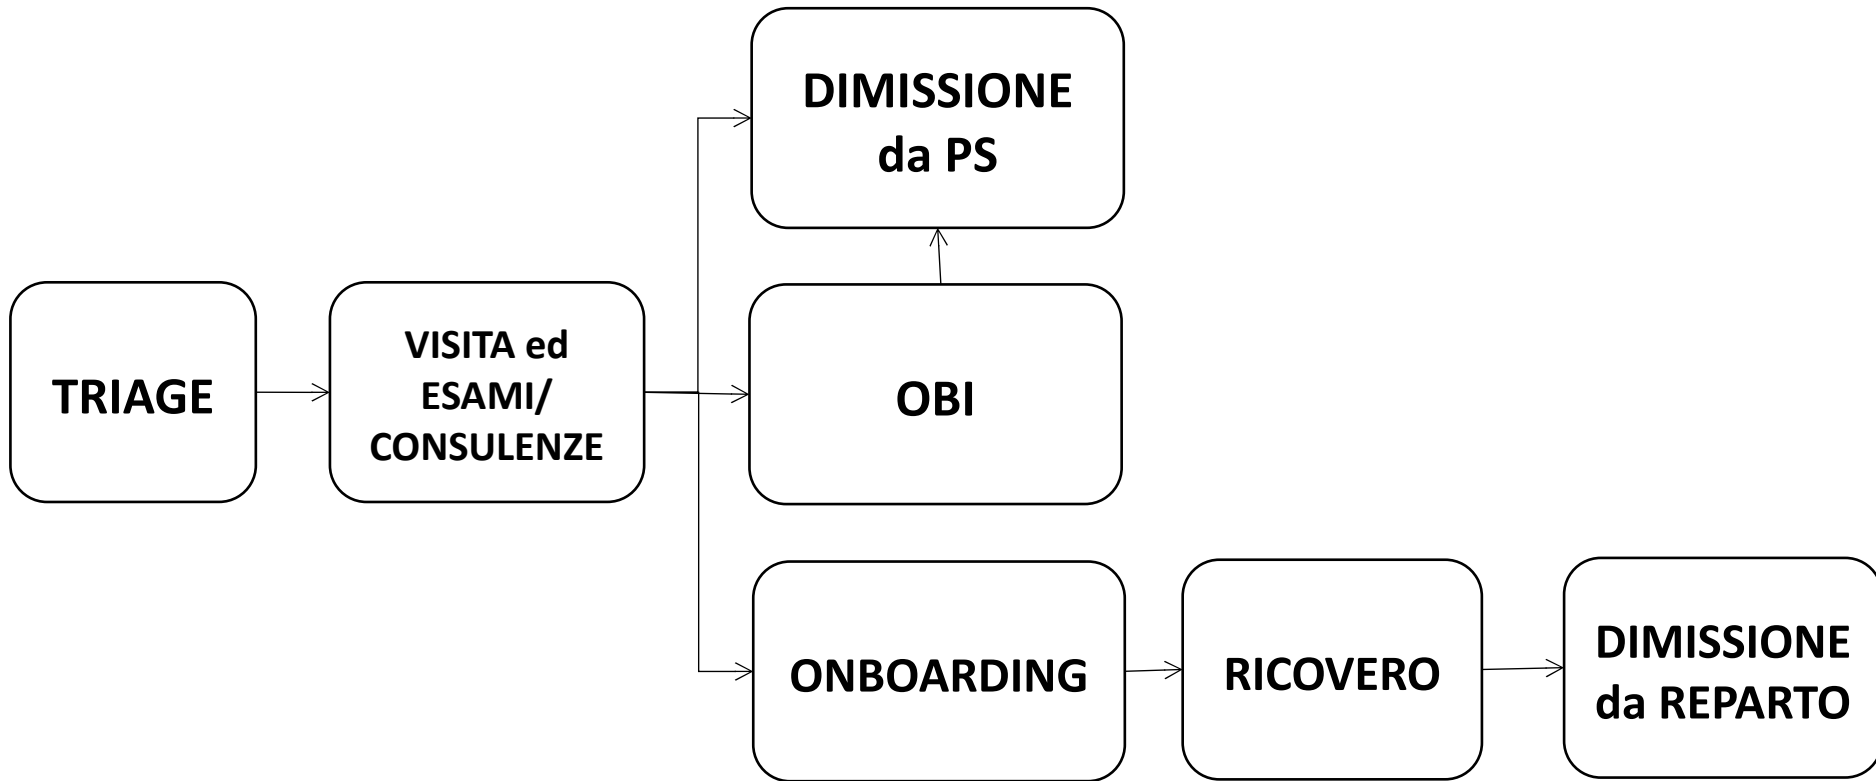 DIMISSIONE
da PS
TRIAGE
VISITA ed
ESAMI/
CONSULENZE
OBI
ONBOARDING
RICOVERO
DIMISSIONE
da REPARTO